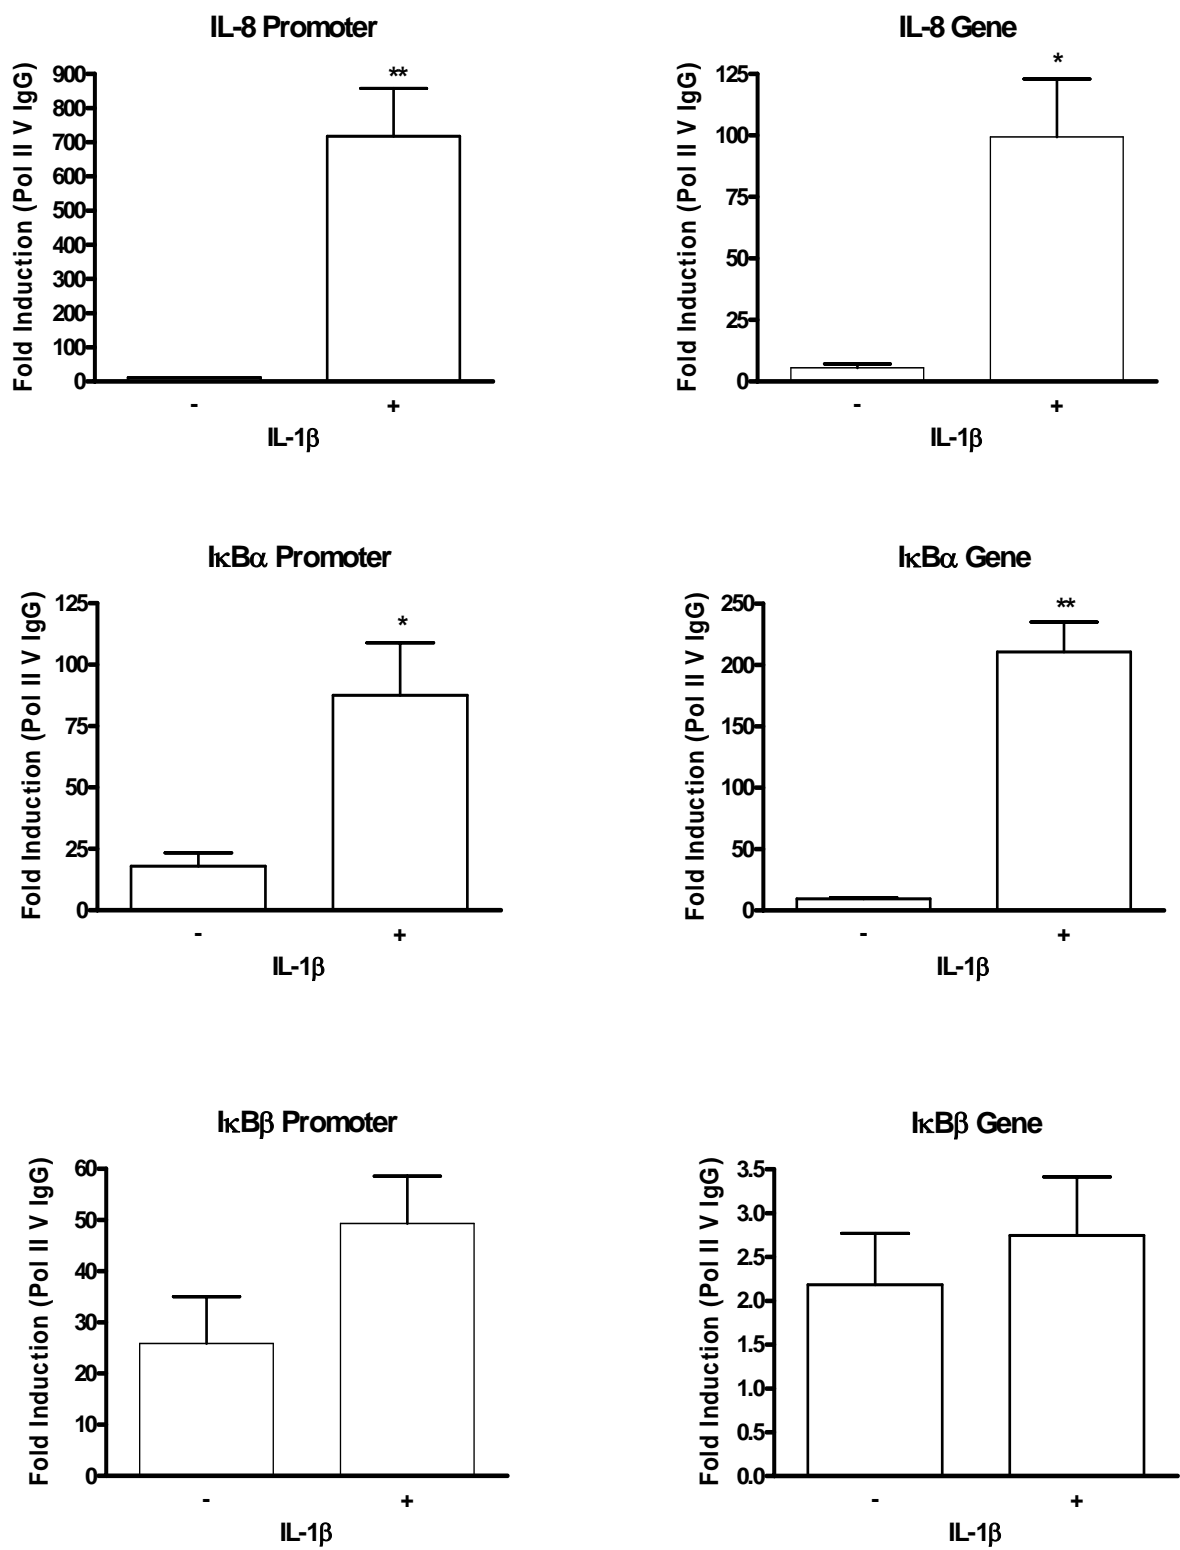 IL-8 Promoter
Fold Induction (Pol II V IgG)
900
800
700
600
500
400
300
200
100
0
**
- +
IL-1β
IL-8 Gene
Fold Induction (Pol II V IgG)
125
100
75
50
25
0
*
- +
IL-1β
IκBα Promoter
Fold Induction (Pol II V IgG)
125
100
75
50
25
0
*
- +
IL-1β
IκBα Gene
Fold Induction (Pol II V IgG)
250
200
150
100
50
0
**
- +
IL-1β
IκBβ Promoter
Fold Induction (Pol II V IgG)
60
50
40
30
20
10
0
- +
IL-1β
IκBβ Gene
Fold Induction (Pol II V IgG)
3.5
3.0
2.5
2.0
1.5
1.0
0.5
0.0
- +
IL-1β